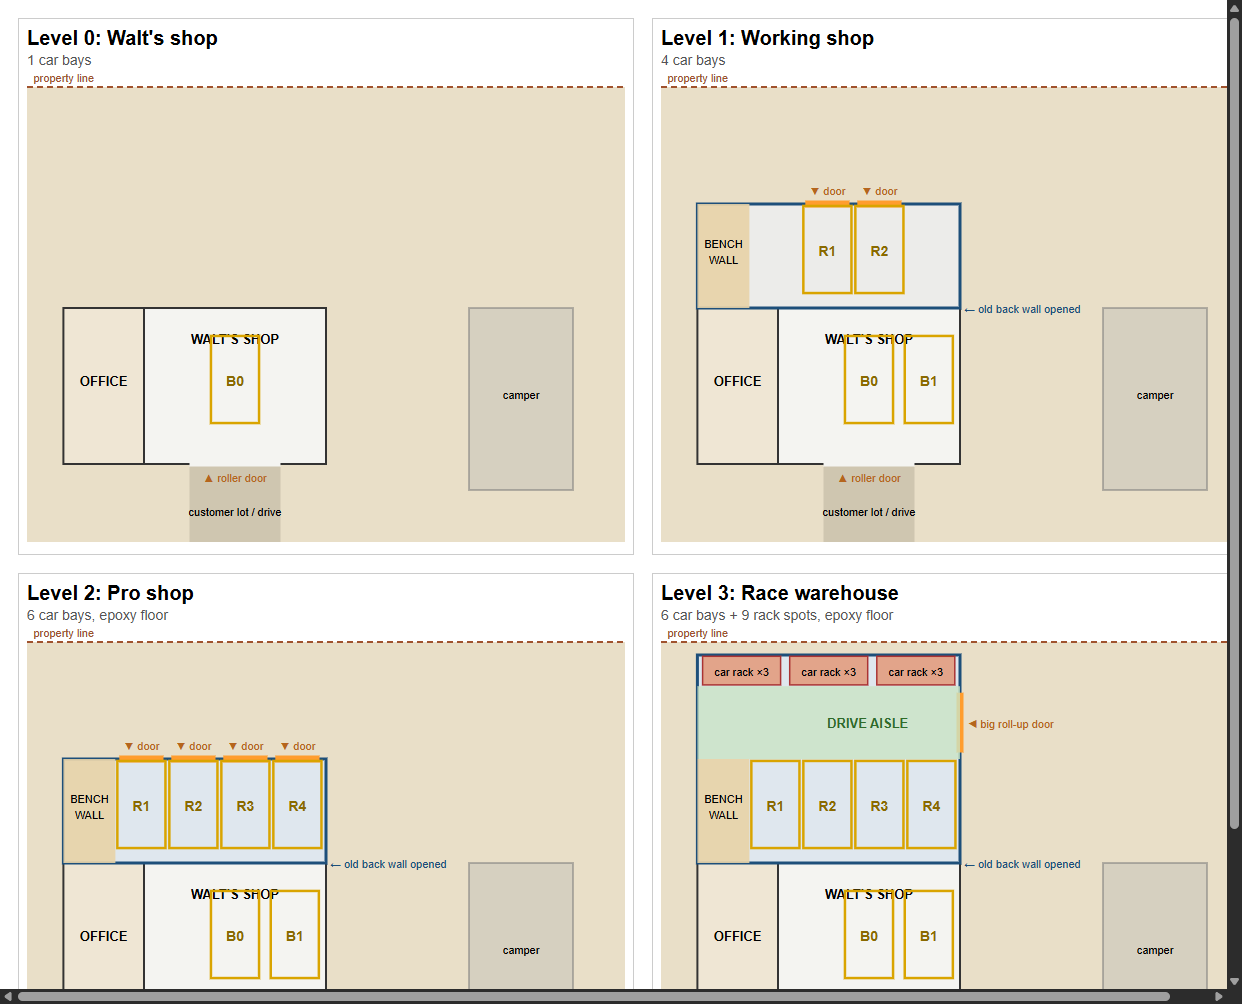 Level 0: Walt's shop
1 car bays
property line
WALT'S SHOP
OFFICE
B0
camper
▲ roller door
customer lot / drive
Level 1: Working shop
4 car bays
property line
▼ door
▼ door
BENCH
WALL
R1
R2
← old back wall opened
WALT'S SHOP
OFFICE
B0
B1
camper
▲ roller door
customer lot / drive
Level 2: Pro shop
6 car bays, epoxy floor
property line
▼ door
▼ door
▼ door
▼ door
BENCH
WALL
R1
R2
R3
R4
← old back wall opened
WALT'S SHOP
OFFICE
B0
B1
camper
Level 3: Race warehouse
6 car bays + 9 rack spots, epoxy floor
property line
car rack ×3
car rack ×3
car rack ×3
DRIVE AISLE
◄ big roll-up door
BENCH
WALL
R1
R2
R3
R4
← old back wall opened
WALT'S SHOP
OFFICE
B0
B1
camper